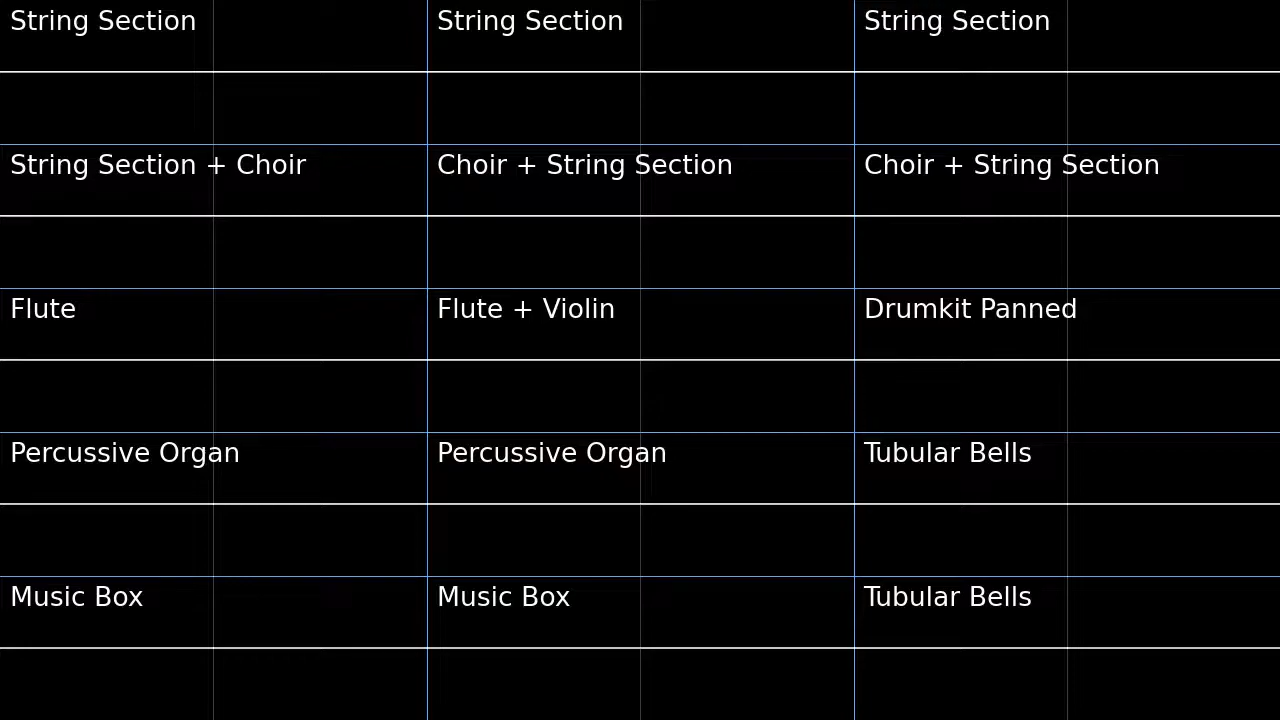 String Section
String Section
String Section
String Section + Choir
Choir + String Section
Choir + String Section
Flute
Flute + Violin
Drumkit Panned
Percussive Organ
Percussive Organ
Tubular Bells
Music Box
Music Box
Tubular Bells